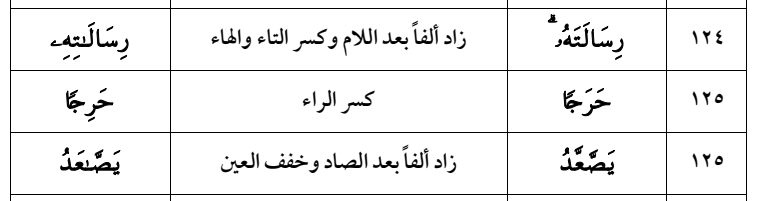 ١٢٤ رِسَالَتَهُۥۗ زاد ألفاً بعد اللام وكسر التاء والهاء رِسَالَـٰتِهِۦ
١٢٥ حَرَجًا كسر الراء حَرِجًا
١٢٥ يَصَّعَّدُ زاد ألفاً بعد الصاد وخفف العين يَصَّـٰعَدُ